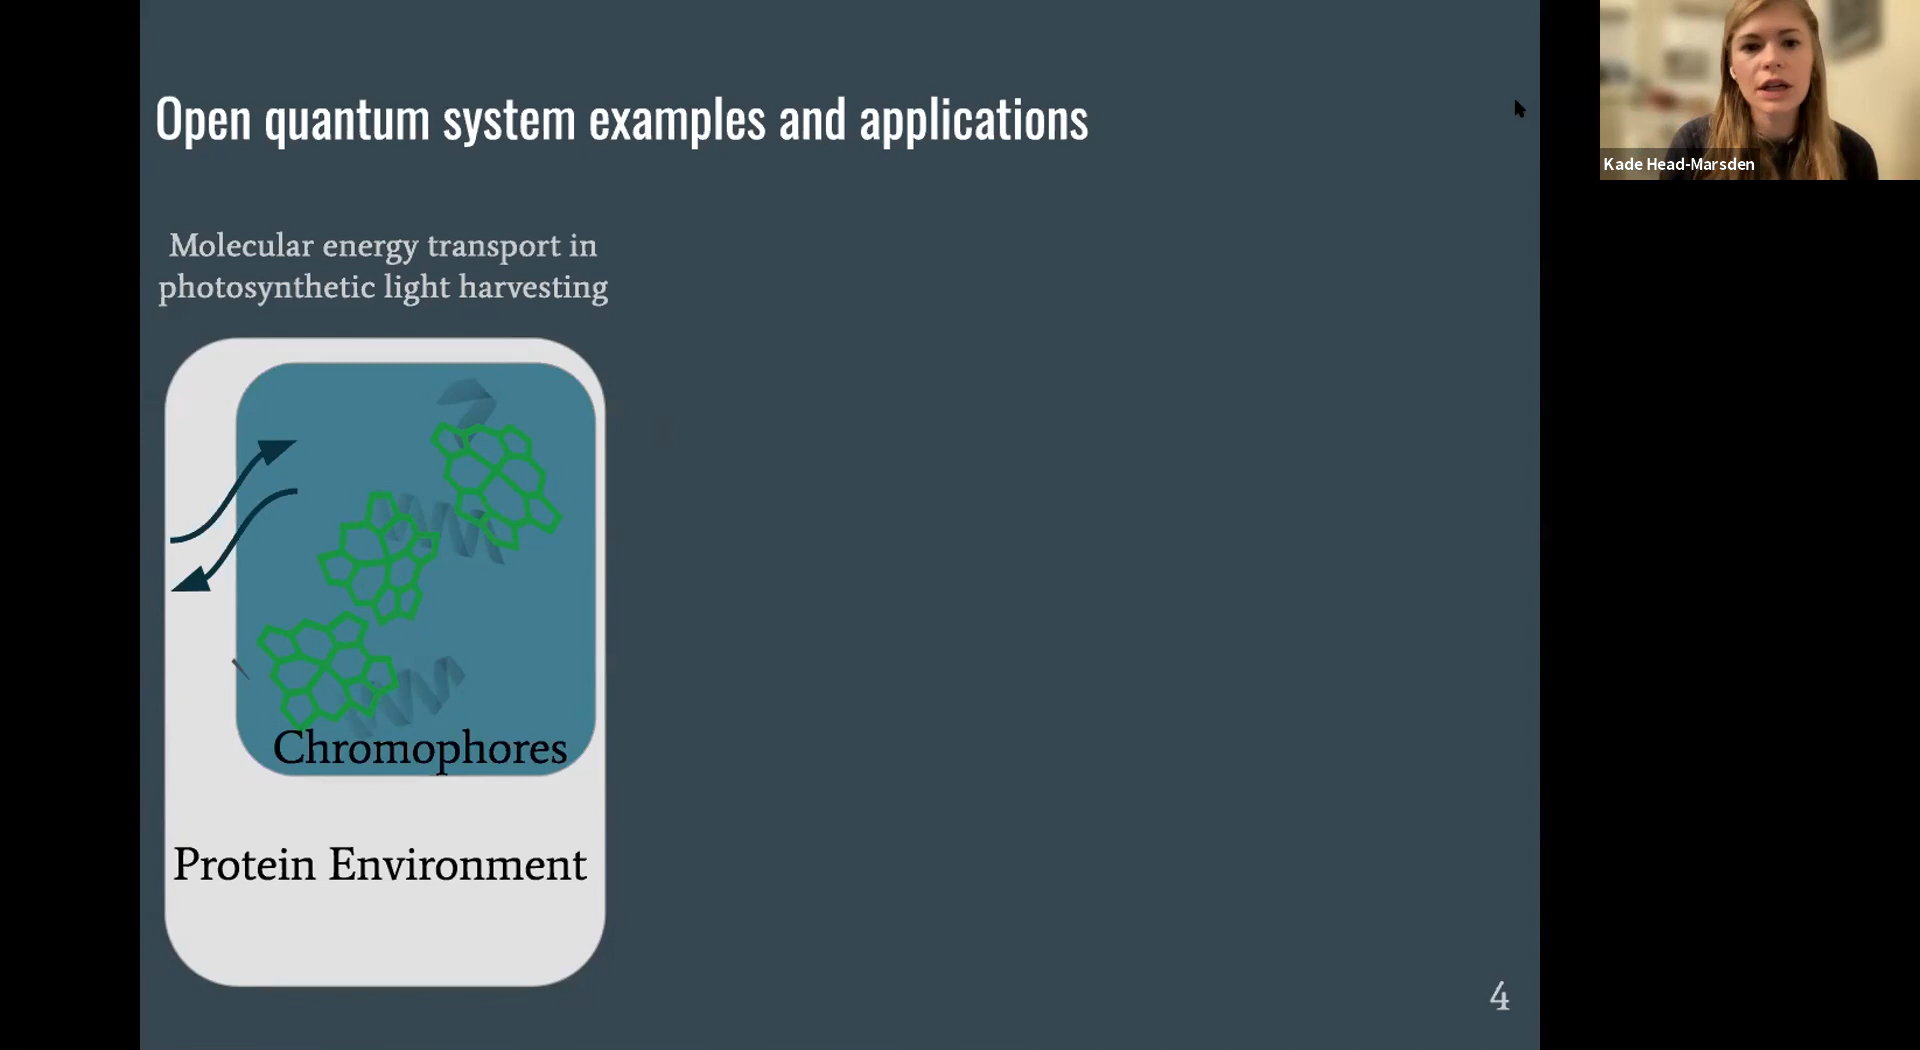 Open quantum system examples and applications
Kade Head-Marsden
Molecular energy transport in
photosynthetic light harvesting
Chromophores
Protein Environment
4